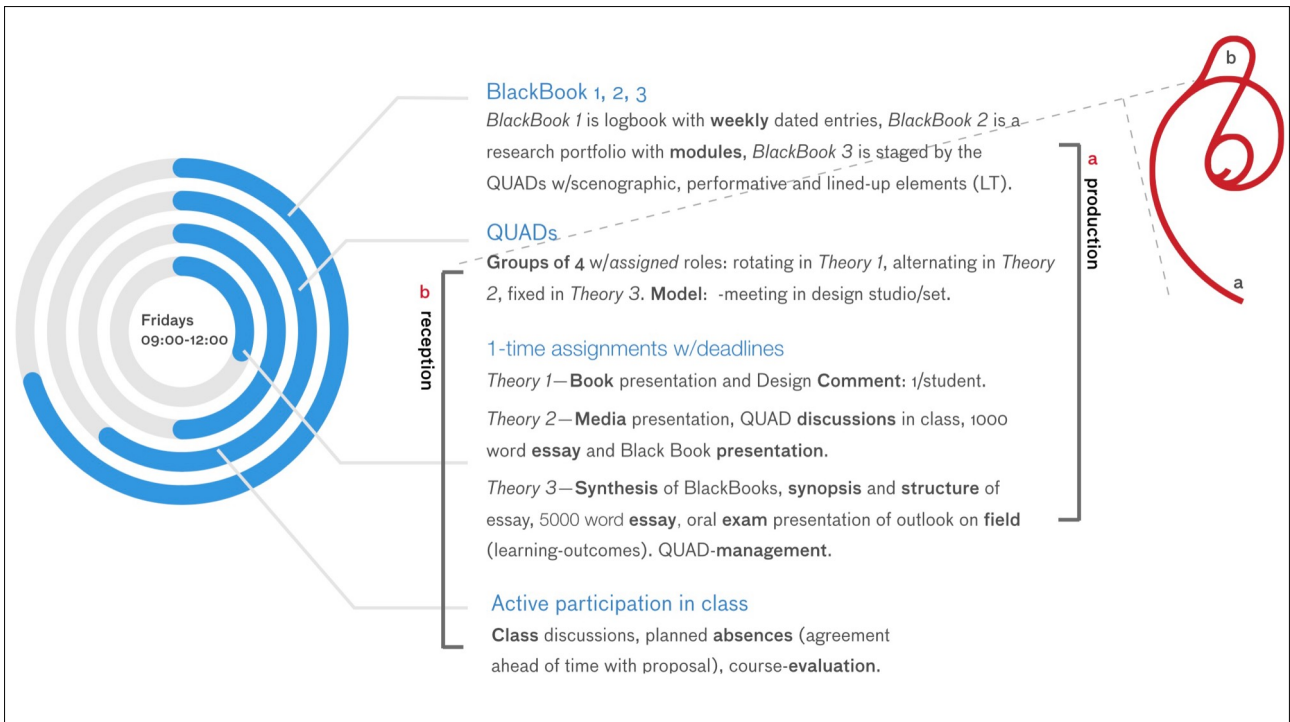 BlackBook 1, 2, 3
BlackBook 1 is logbook with weekly dated entries, BlackBook 2 is a
research portfolio with modules, BlackBook 3 is staged by the
QUADs w/scenographic, performative and lined-up elements (LT).
QUADs
Groups of 4 w/assigned roles: rotating in Theory 1, alternating in Theory
2, fixed in Theory 3. Model:  -meeting in design studio/set.
1-time assignments w/deadlines
Theory 1—Book presentation and Design Comment: 1/student.
Theory 2—Media presentation, QUAD discussions in class, 1000
word essay and Black Book presentation.
Theory 3—Synthesis of BlackBooks, synopsis and structure of
essay, 5000 word essay, oral exam presentation of outlook on field
(learning-outcomes). QUAD-management.
Active participation in class
Class discussions, planned absences (agreement
ahead of time with proposal), course-evaluation.
Fridays
09:00-12:00
b reception
a production
b
a